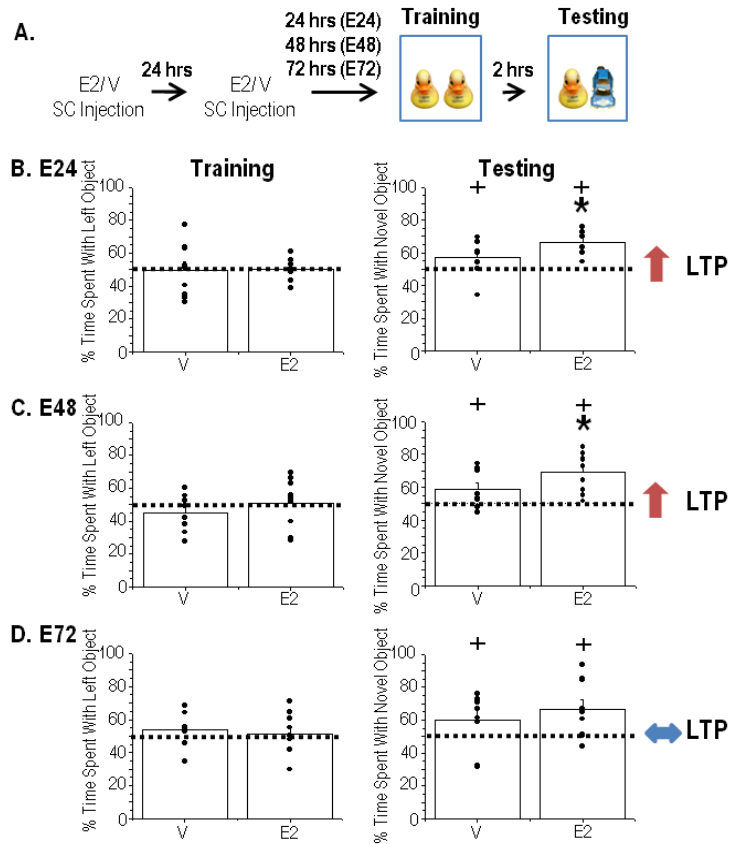 A.
E2/V
SC Injection
24 hrs
E2/V
SC Injection
24 hrs (E24)
48 hrs (E48)
72 hrs (E72)
Training
2 hrs
Testing
B. E24
Training
% Time Spent With Left Object
100
80
60
40
20
0
V
E2
Testing
% Time Spent With Novel Object
100
80
60
40
20
0
+
+
*
V
E2
LTP
C. E48
% Time Spent With Left Object
100
80
60
40
20
0
V
E2
% Time Spent With Novel Object
100
80
60
40
20
0
+
+
*
V
E2
LTP
D. E72
% Time Spent With Left Object
100
80
60
40
20
0
V
E2
% Time Spent With Novel Object
100
80
60
40
20
0
+
+
V
E2
LTP